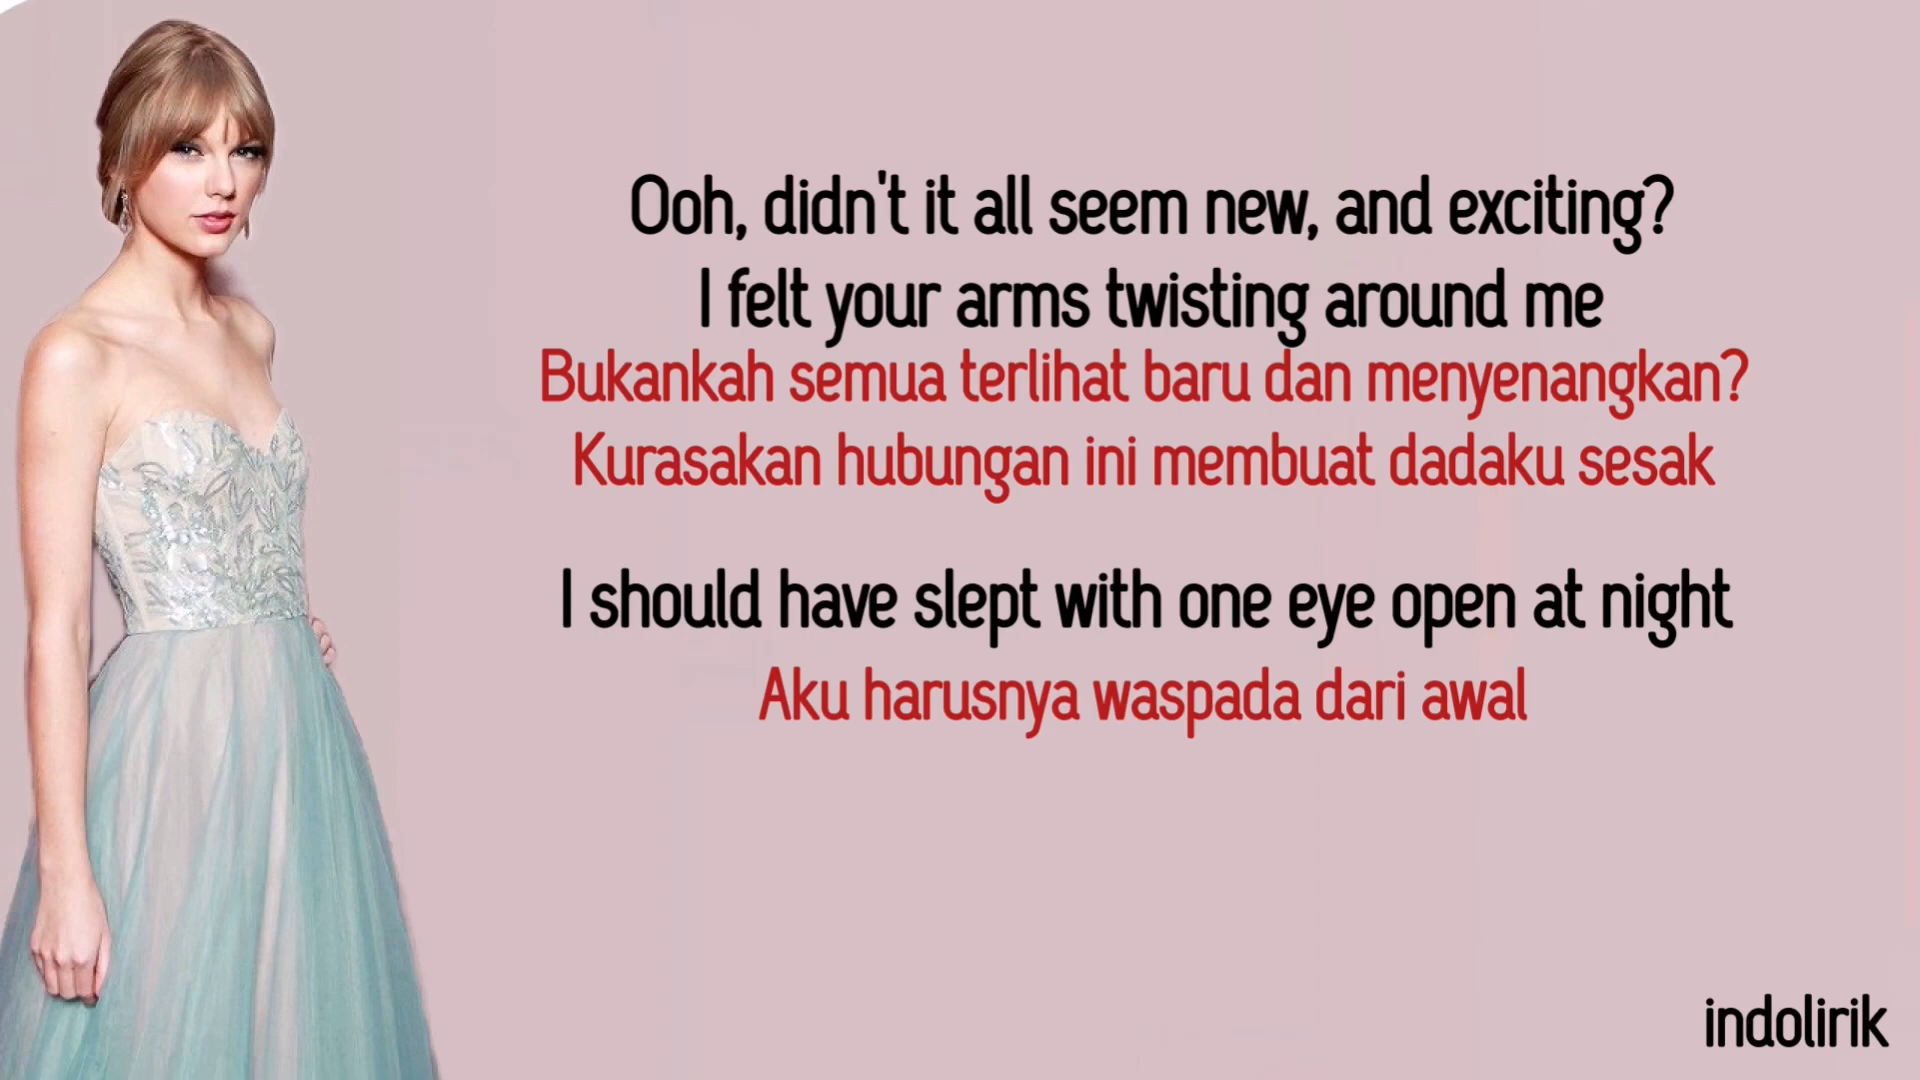 Ooh, didn't it all seem new, and exciting?
I felt your arms twisting around me
Bukankah semua terlihat baru dan menyenangkan?
Kurasakan hubungan ini membuat dadaku sesak
I should have slept with one eye open at night
Aku harusnya waspada dari awal
indolirik